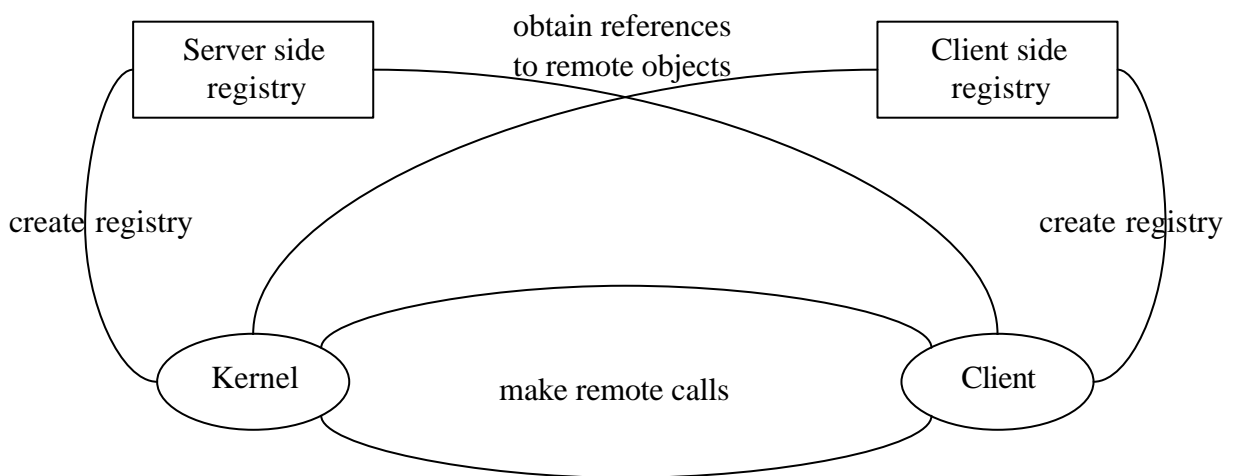 Server side
registry
obtain references
to remote objects
Client side
registry
create registry
create registry
Kernel
make remote calls
Client